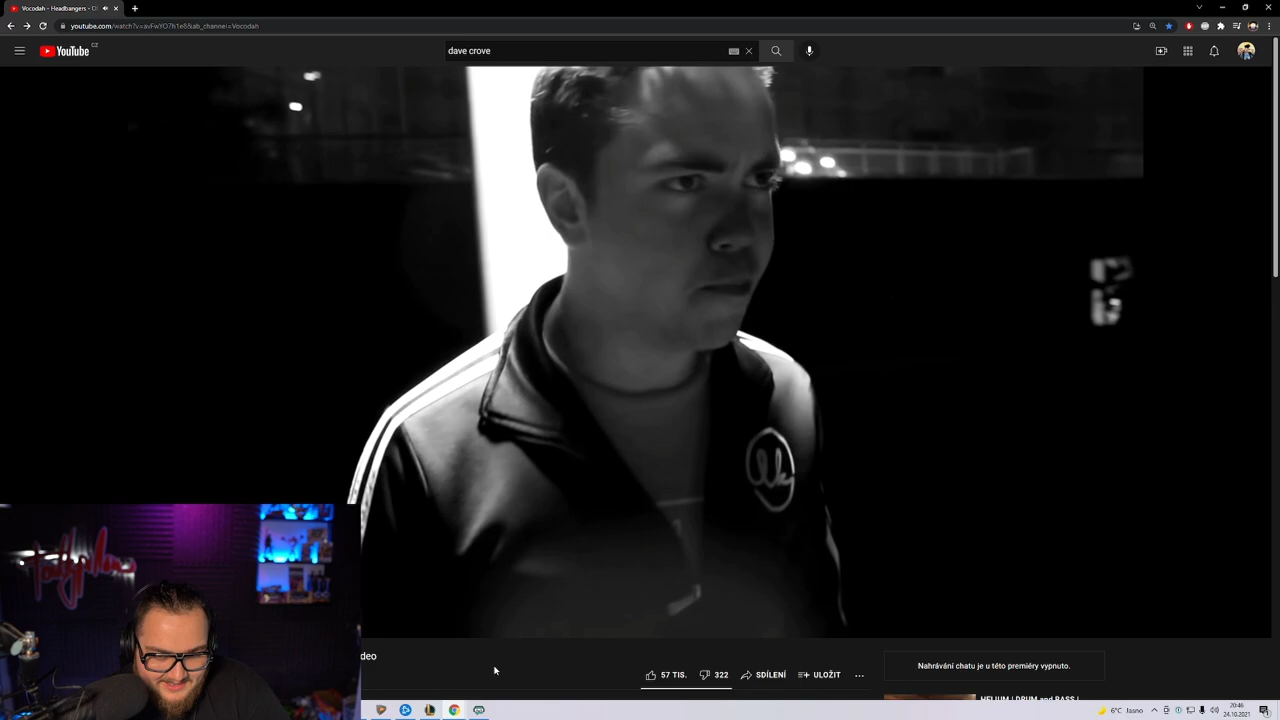 Vocodah - Headbangers - O
youtube.com/watch?v=avFwYO7h1e8&ab_channel=Vocodah
YouTube CZ
dave crove
deo
57 TIS.
322
SDÍLENÍ
ULOŽIT
Nahrávání chatu je u této premiéry vypnuto.
HELIUM | DRUM and BASS |
6°C Jasno
20:46
24.10.2021